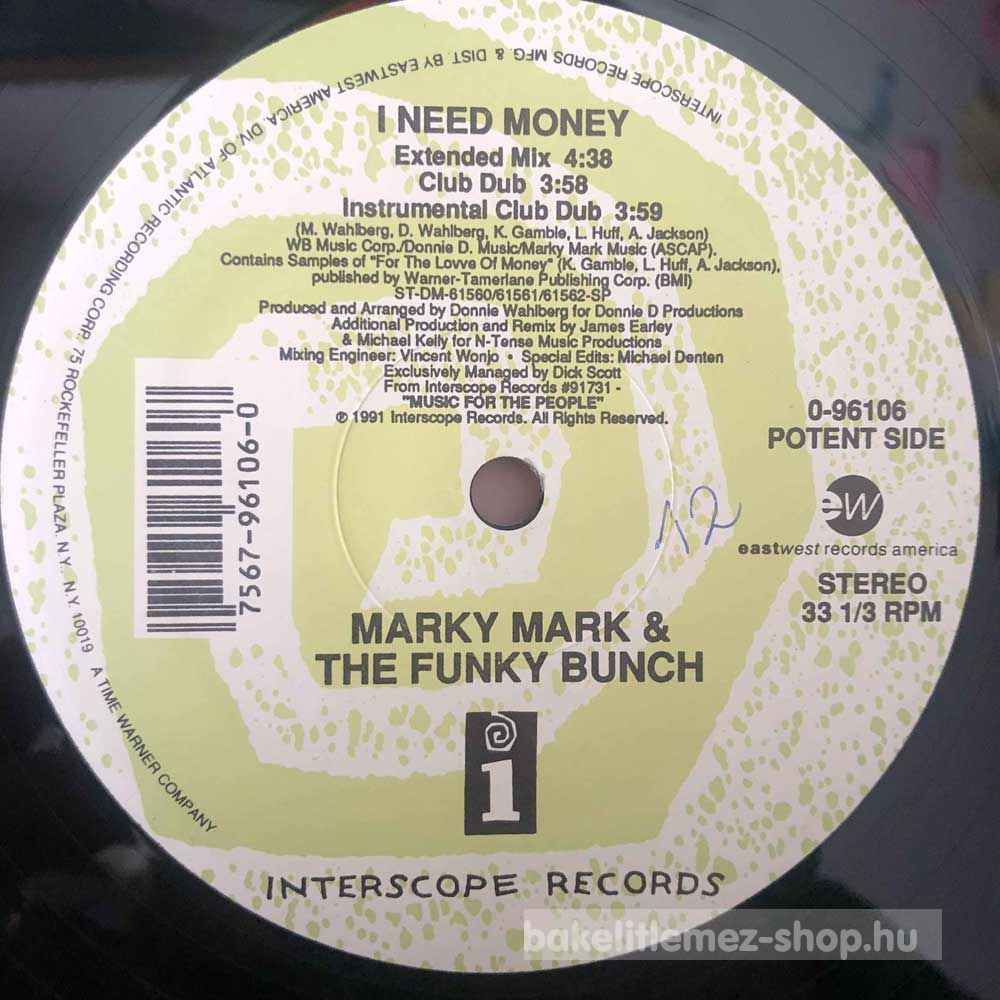 INTERSCOPE RECORDS MFG. & DIST. BY EASTWEST AMERICA. DIV. OF ATLANTIC RECORDING CORP. 75 ROCKEFELLER PLAZA, N.Y. N.Y. 10019 A TIME WARNER COMPANY
I NEED MONEY
Extended Mix 4:38
Club Dub 3:58
Instrumental Club Dub 3:59
(M. Wahlberg, D. Wahlberg, K. Gamble, L. Huff, A. Jackson)
WB Music Corp./Donnie D. Music/Marky Mark Music (ASCAP).
Contains Samples of "For The Lovve Of Money" (K. Gamble, L. Huff, A. Jackson).
published by Warner-Tamerlane Publishing Corp. (BMI)
ST-DM-61560/61561/61562-SP
Produced and Arranged by Donnie Wahlberg for Donnie D Productions
Additional Production and Remix by James Earley
& Michael Kelly for N-Tense Music Productions
Mixing Engineer: Vincent Wonjo • Special Edits: Michael Denten
Exclusively Managed by Dick Scott
From Interscope Records #91731 -
"MUSIC FOR THE PEOPLE"
℗ 1991 Interscope Records. All Rights Reserved.
7567-96106-0
0-96106
POTENT SIDE
ew
eastwest records america
12
STEREO
33 1/3 RPM
MARKY MARK &
THE FUNKY BUNCH
i
INTERSCOPE RECORDS
bakelitlemez-shop.hu